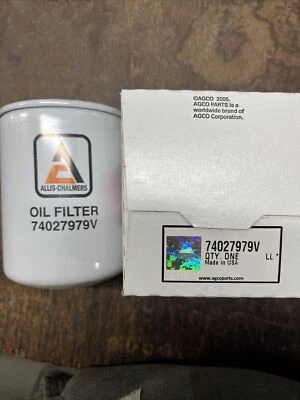 ALLIS-CHALMERS
OIL FILTER
74027979V
©AGCO 2005.
AGCO PARTS is a
worldwide brand of
AGCO Corporation.
74027979V
QTY. ONE
Made in USA
LL*
www.agcoparts.com